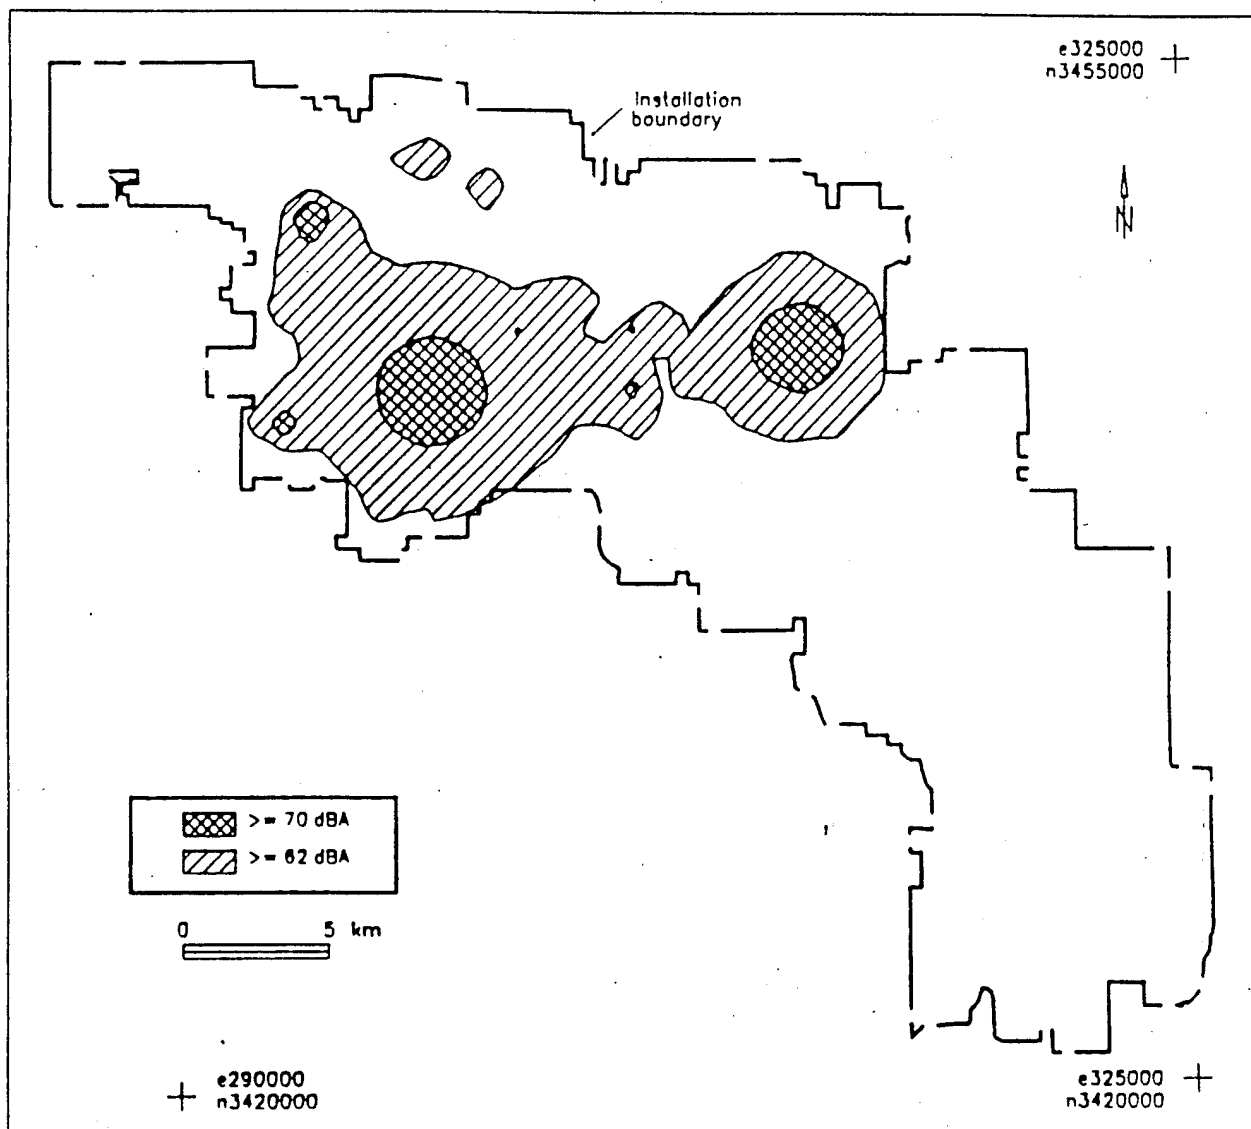 e325000
n3455000
Installation
boundary
N
>= 70 dBA
>= 62 dBA
0 5 km
e290000
n3420000
e325000
n3420000